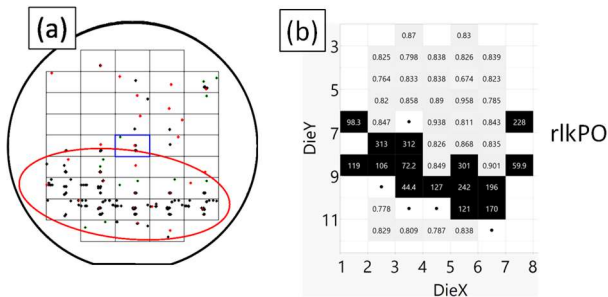 (a)
(b)
3 0.87 0.83
0.825 0.798 0.838 0.826 0.839
0.764 0.833 0.838 0.674 0.823
5
0.82 0.858 0.89 0.958 0.785
98.3 0.847 • 0.938 0.811 0.843 228
7
313 312 0.826 0.868 0.835
119 106 72.2 0.849 301 0.901 59.9
9
• 44.4 127 242 196
0.778 • • 121 170
11
0.829 0.809 0.787 0.838 •
1 2 3 4 5 6 7 8
DieX
DieY
rlkPO